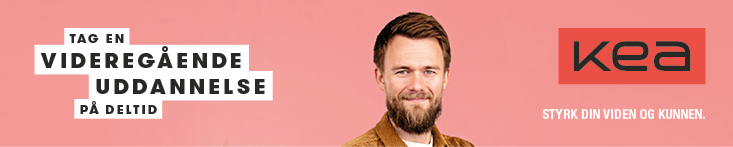 TAG EN
VIDEREGÅENDE
UDDANNELSE
PÅ DELTID
kea
STYRK DIN VIDEN OG KUNNEN.